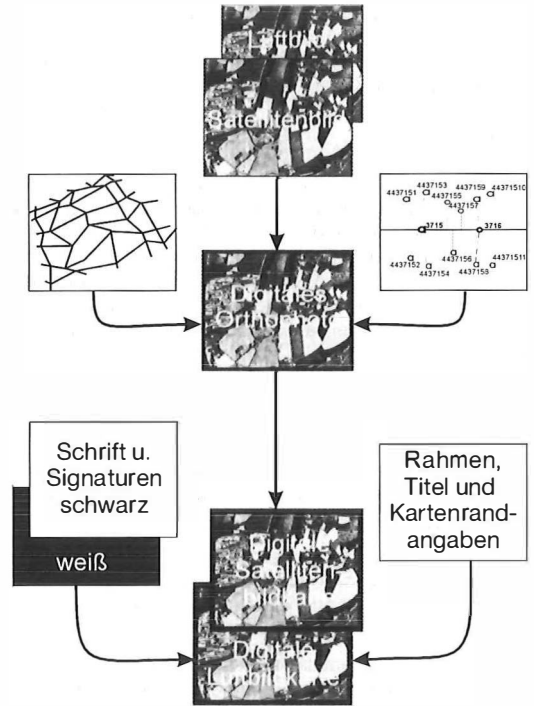 Luftbild
Satellitenbild
4437153
4437159
4437151
4437155
44371510
4437157
3715
3716
4437156
44371511
4437152
4437154
4437158
Digitales
Orthophoto
Schrift u.
Signaturen
schwarz
weiß
Rahmen,
Titel und
Kartenrand-
angaben
Digitale
Satelliten-
bildkarte
Digitale
Luftbildkarte